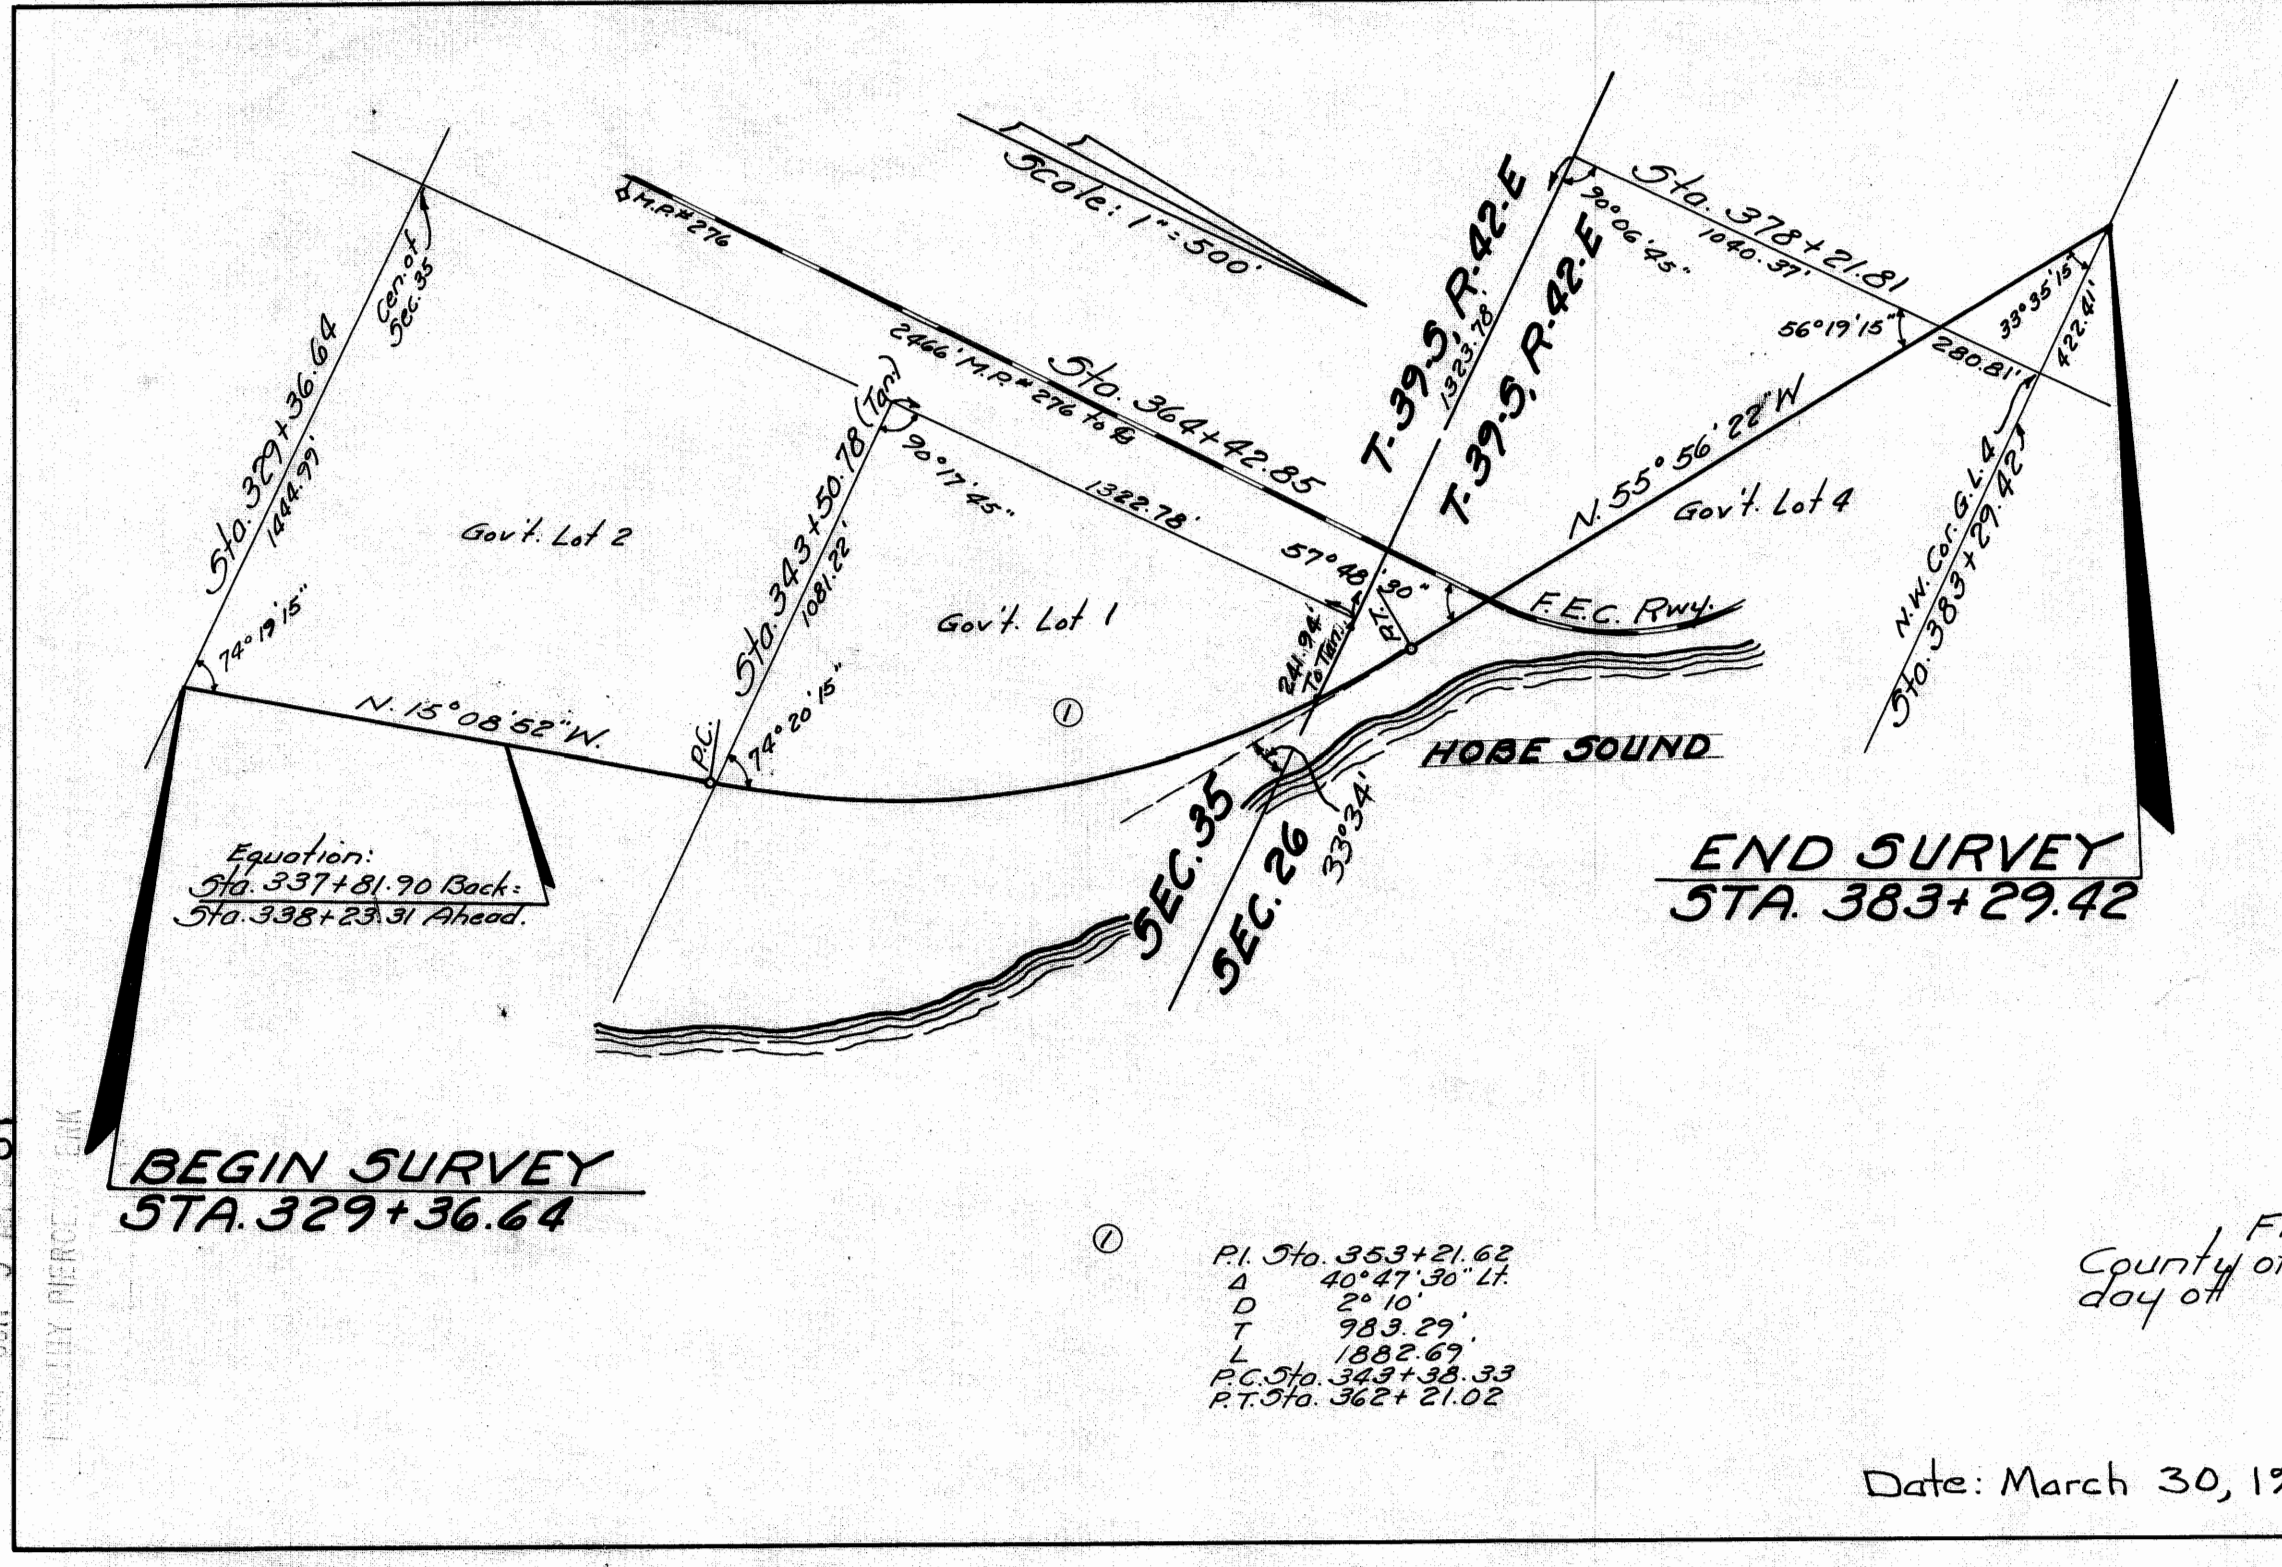 Scale: 1"=500'
M.P.#276
2466' M.P.#276 to ₵
Sta. 364+42.85
Cen. of
Sec. 35
Sta. 329+36.64
1444.99'
74°19'15"
N. 15°08'52"W.
Gov't. Lot 2
Sta. 343+50.78 (Tan.)
1081.22'
90°17'45"
1322.78'
P.C.
74°20'15"
Gov't. Lot 1
①
T-39-S, R-42-E
1323.78'
T-39-S, R-42-E
90°06'45"
Sta. 378+21.81
1040.37'
56°19'15"
280.81'
33°35'15"
422.41'
N. 55°56'22"W
Gov't. Lot 4
N.W. Cor. G.L. 4
Sta. 383+29.42
57°48'30"
P.T.
241.94'
To Tan.
F.E.C. Rwy.
HOBE SOUND
SEC. 35
SEC. 26
33°34'
Equation:
Sta. 337+81.90 Back=
Sta. 338+23.31 Ahead.
END SURVEY
STA. 383+29.42
BEGIN SURVEY
STA. 329+36.64
①
P.I. Sta. 353+21.62
Δ 40°47'30" Lt.
D 2°10'
T 983.29'
L 1882.69'
P.C. Sta. 343+38.33
P.T. Sta. 362+21.02
County of
day of
Date: March 30, 19